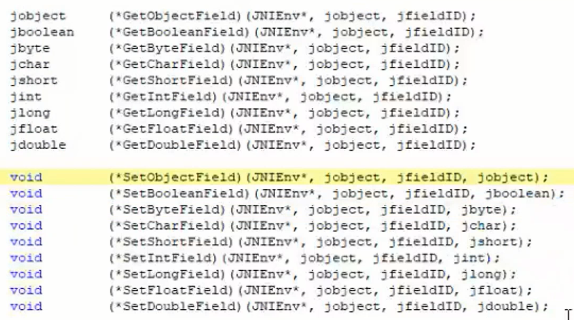 jobject (*GetObjectField)(JNIEnv*, jobject, jfieldID);
jboolean (*GetBooleanField)(JNIEnv*, jobject, jfieldID);
jbyte (*GetByteField)(JNIEnv*, jobject, jfieldID);
jchar (*GetCharField)(JNIEnv*, jobject, jfieldID);
jshort (*GetShortField)(JNIEnv*, jobject, jfieldID);
jint (*GetIntField)(JNIEnv*, jobject, jfieldID);
jlong (*GetLongField)(JNIEnv*, jobject, jfieldID);
jfloat (*GetFloatField)(JNIEnv*, jobject, jfieldID);
jdouble (*GetDoubleField)(JNIEnv*, jobject, jfieldID);
void (*SetObjectField)(JNIEnv*, jobject, jfieldID, jobject);
void (*SetBooleanField)(JNIEnv*, jobject, jfieldID, jboolean);
void (*SetByteField)(JNIEnv*, jobject, jfieldID, jbyte);
void (*SetCharField)(JNIEnv*, jobject, jfieldID, jchar);
void (*SetShortField)(JNIEnv*, jobject, jfieldID, jshort);
void (*SetIntField)(JNIEnv*, jobject, jfieldID, jint);
void (*SetLongField)(JNIEnv*, jobject, jfieldID, jlong);
void (*SetFloatField)(JNIEnv*, jobject, jfieldID, jfloat);
void (*SetDoubleField)(JNIEnv*, jobject, jfieldID, jdouble);